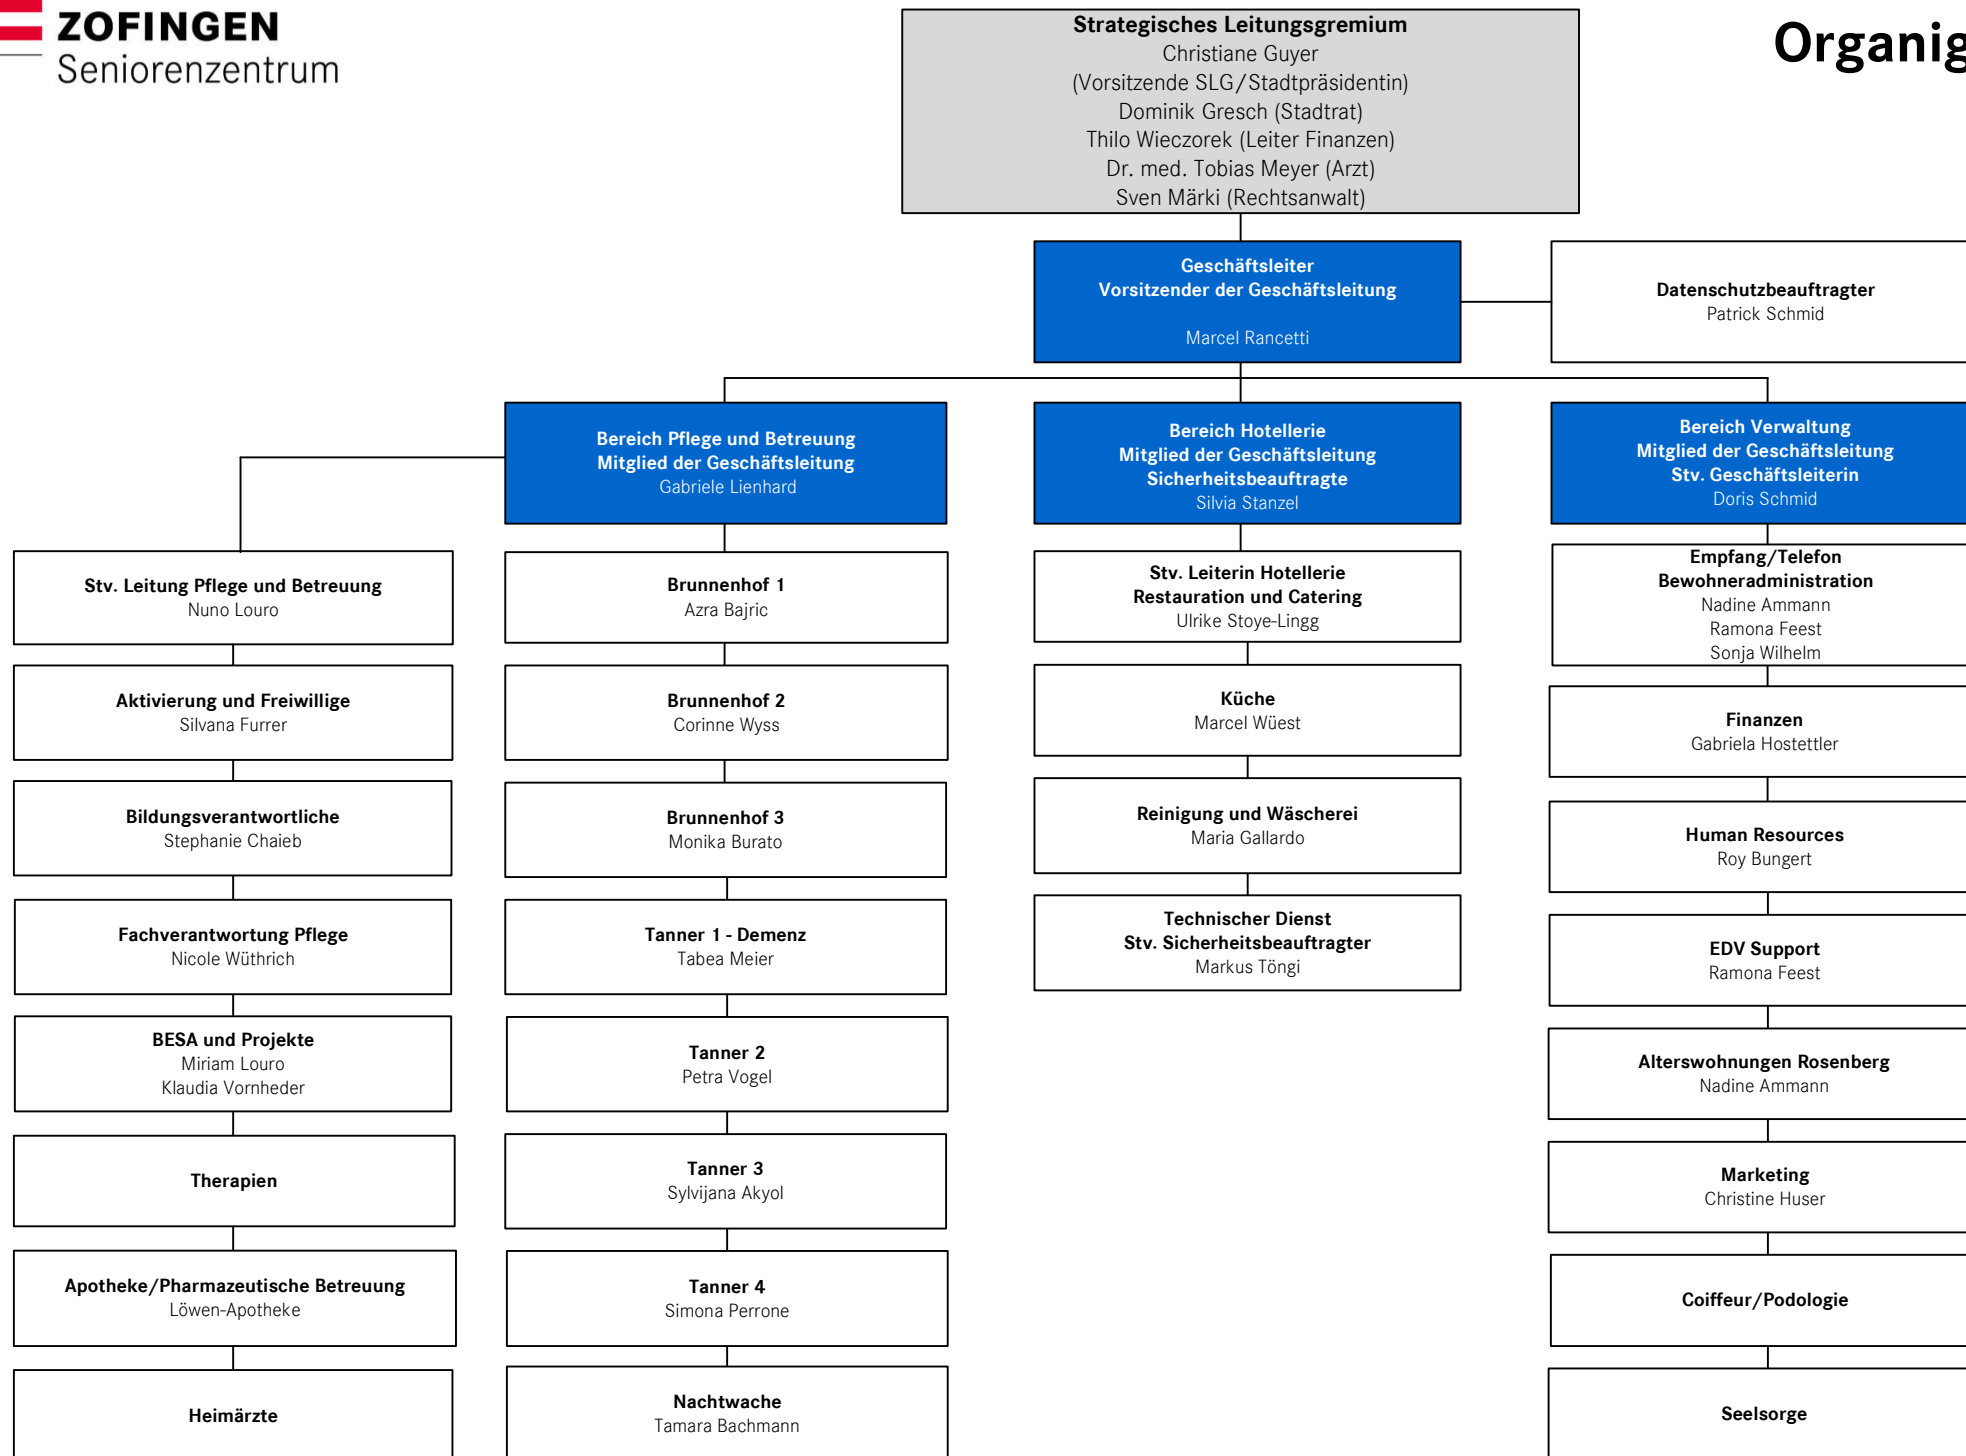 ZOFINGEN
Seniorenzentrum
Organig
Strategisches Leitungsgremium
Christiane Guyer
(Vorsitzende SLG/Stadtpräsidentin)
Dominik Gresch (Stadtrat)
Thilo Wieczorek (Leiter Finanzen)
Dr. med. Tobias Meyer (Arzt)
Sven Märki (Rechtsanwalt)
Geschäftsleiter
Vorsitzender der Geschäftsleitung
Marcel Rancetti
Datenschutzbeauftragter
Patrick Schmid
Bereich Pflege und Betreuung
Mitglied der Geschäftsleitung
Gabriele Lienhard
Bereich Hotellerie
Mitglied der Geschäftsleitung
Sicherheitsbeauftragte
Silvia Stanzel
Bereich Verwaltung
Mitglied der Geschäftsleitung
Stv. Geschäftsleiterin
Doris Schmid
Stv. Leitung Pflege und Betreuung
Nuno Louro
Aktivierung und Freiwillige
Silvana Furrer
Bildungsverantwortliche
Stephanie Chaieb
Fachverantwortung Pflege
Nicole Wüthrich
BESA und Projekte
Miriam Louro
Klaudia Vornheder
Therapien
Apotheke/Pharmazeutische Betreuung
Löwen-Apotheke
Heimärzte
Brunnenhof 1
Azra Bajric
Brunnenhof 2
Corinne Wyss
Brunnenhof 3
Monika Burato
Tanner 1 - Demenz
Tabea Meier
Tanner 2
Petra Vogel
Tanner 3
Sylvijana Akyol
Tanner 4
Simona Perrone
Nachtwache
Tamara Bachmann
Stv. Leiterin Hotellerie
Restauration und Catering
Ulrike Stoye-Lingg
Küche
Marcel Wüest
Reinigung und Wäscherei
Maria Gallardo
Technischer Dienst
Stv. Sicherheitsbeauftragter
Markus Töngi
Empfang/Telefon
Bewohneradministration
Nadine Ammann
Ramona Feest
Sonja Wilhelm
Finanzen
Gabriela Hostettler
Human Resources
Roy Bungert
EDV Support
Ramona Feest
Alterswohnungen Rosenberg
Nadine Ammann
Marketing
Christine Huser
Coiffeur/Podologie
Seelsorge